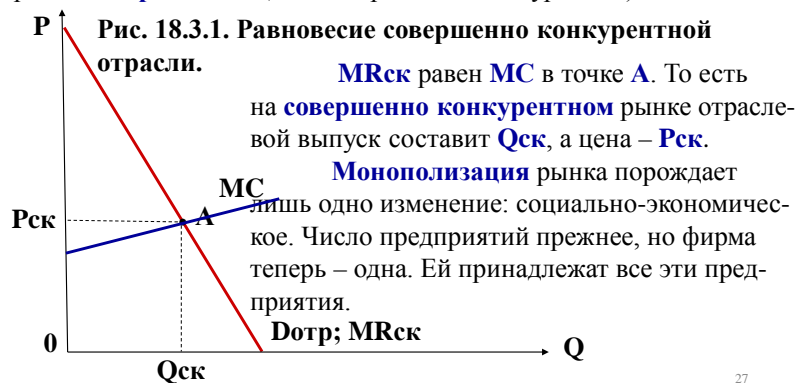 P
Рис. 18.3.1. Равновесие совершенно конкурентной
отрасли.
MRск равен MC в точке А. То есть
на совершенно конкурентном рынке отрасле-
вой выпуск составит Qск, а цена – Pск.
Монополизация рынка порождает
MC
лишь одно изменение: социально-экономичес-
Pск
А
кое. Число предприятий прежнее, но фирма
теперь – одна. Ей принадлежат все эти пред-
приятия.
Dотр; MRск
0
Q
Qск
27